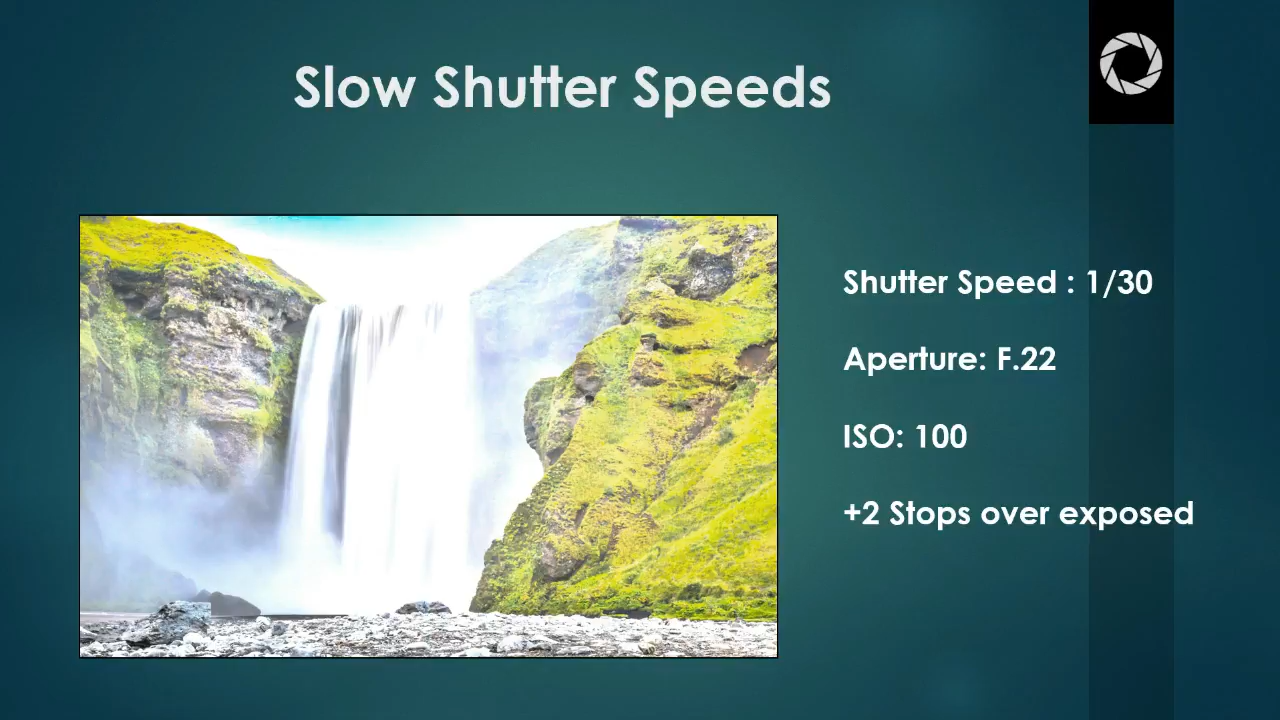 Slow Shutter Speeds
Shutter Speed : 1/30
Aperture: F.22
ISO: 100
+2 Stops over exposed